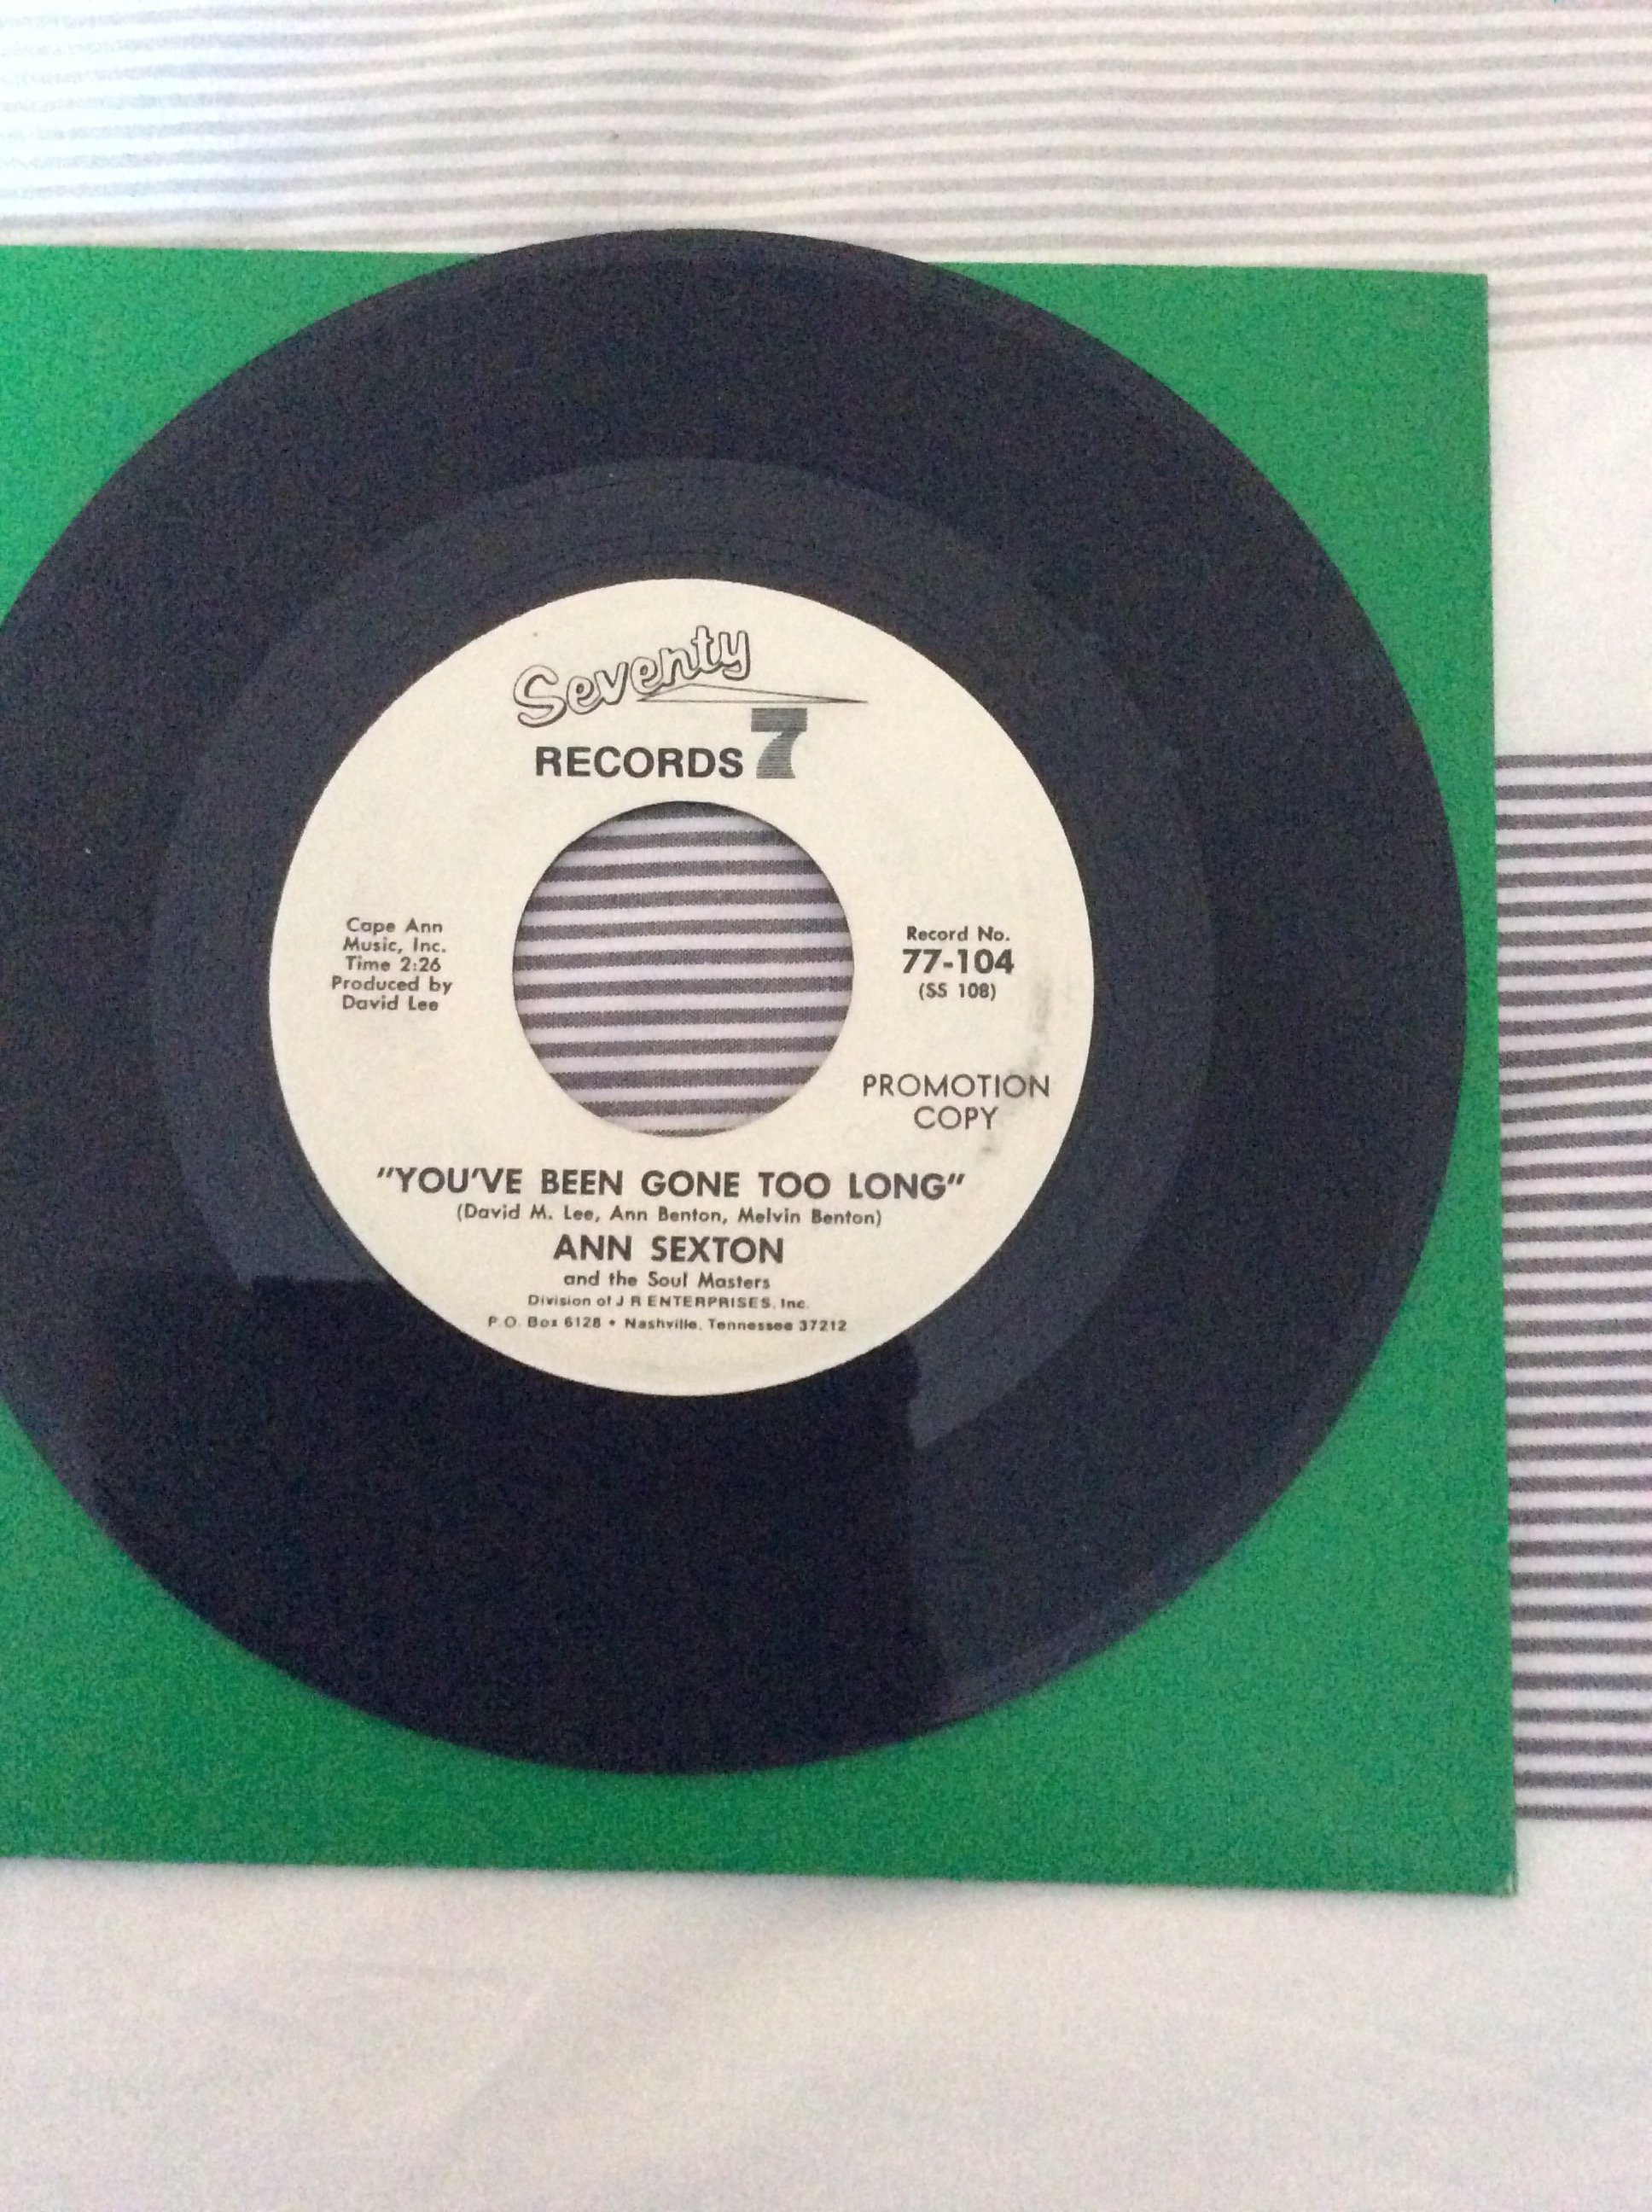 Seventy
RECORDS 7
Cape Ann
Music, Inc.
Time 2:26
Produced by
David Lee
Record No.
77-104
(SS 108)
PROMOTION
COPY
"YOU'VE BEEN GONE TOO LONG"
(David M. Lee, Ann Benton, Melvin Benton)
ANN SEXTON
and the Soul Masters
Division of J R ENTERPRISES, Inc.
P.O. Box 6128 • Nashville, Tennessee 37212